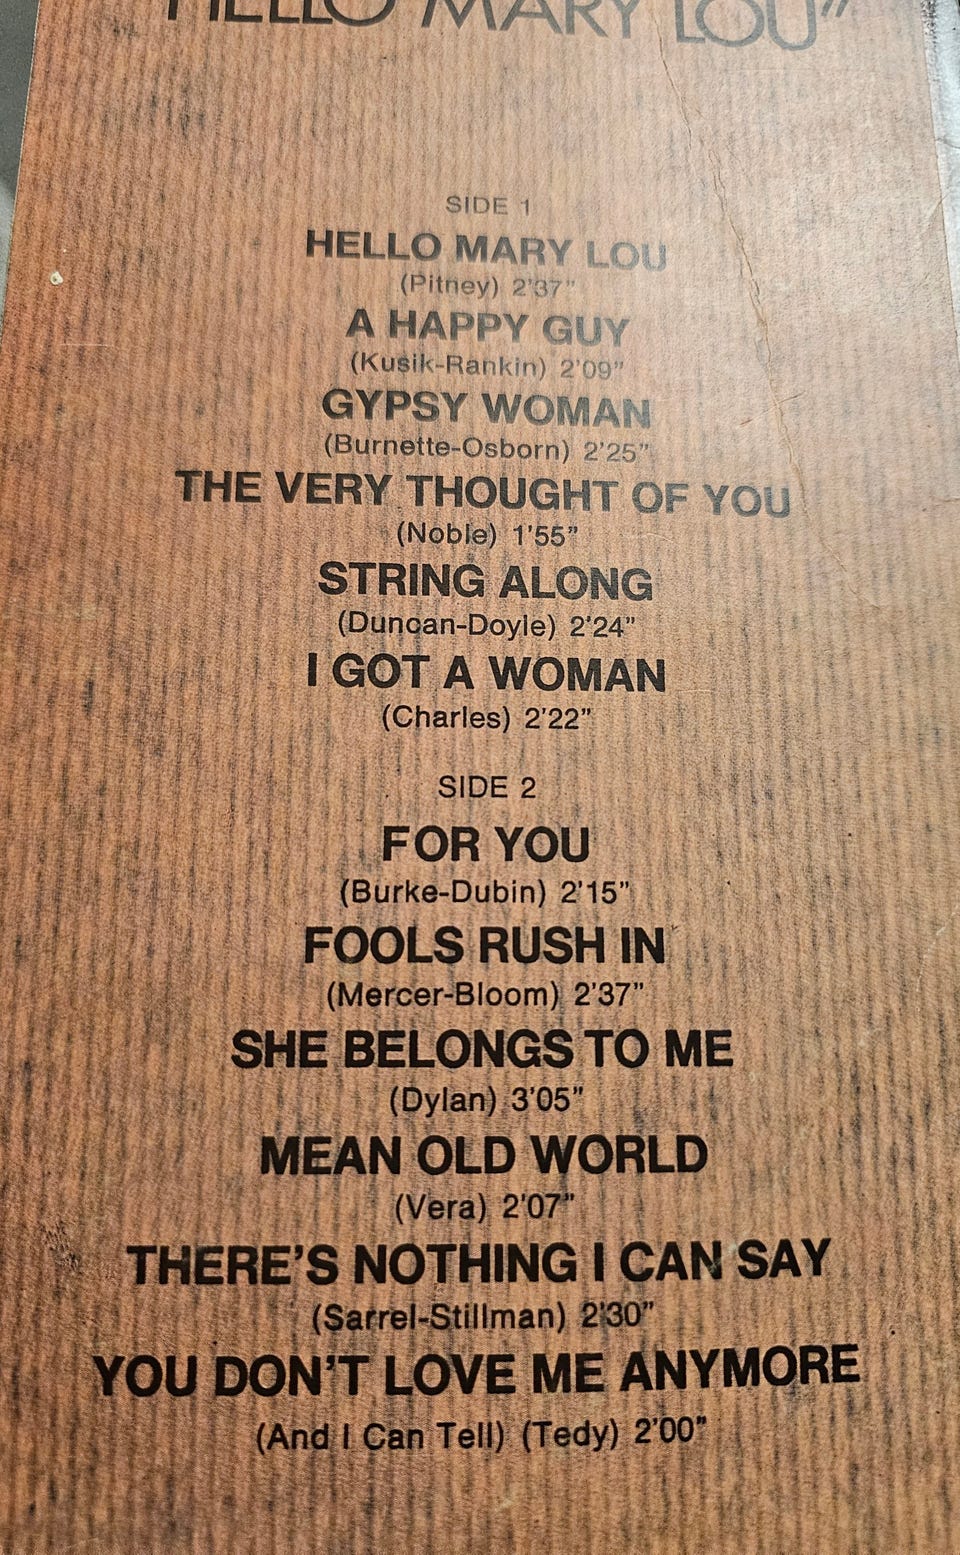 "HELLO MARY LOU"
SIDE 1
HELLO MARY LOU
(Pitney) 2'37"
A HAPPY GUY
(Kusik-Rankin) 2'09"
GYPSY WOMAN
(Burnette-Osborn) 2'25"
THE VERY THOUGHT OF YOU
(Noble) 1'55"
STRING ALONG
(Duncan-Doyle) 2'24"
I GOT A WOMAN
(Charles) 2'22"
SIDE 2
FOR YOU
(Burke-Dubin) 2'15"
FOOLS RUSH IN
(Mercer-Bloom) 2'37"
SHE BELONGS TO ME
(Dylan) 3'05"
MEAN OLD WORLD
(Vera) 2'07"
THERE'S NOTHING I CAN SAY
(Sarrel-Stillman) 2'30"
YOU DON'T LOVE ME ANYMORE
(And I Can Tell) (Tedy) 2'00"